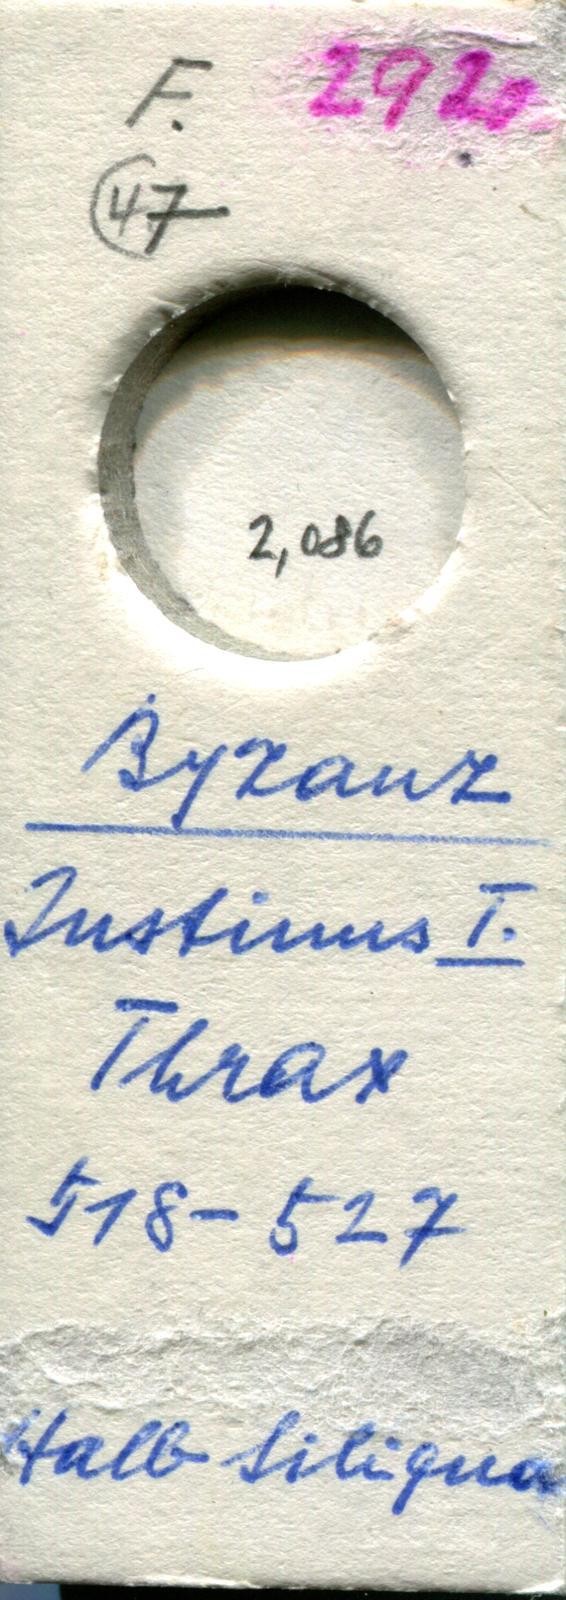 F. 292
47
2,086
Byzanz
Justinus I.
Thrax
518-527
Halb Siliqua